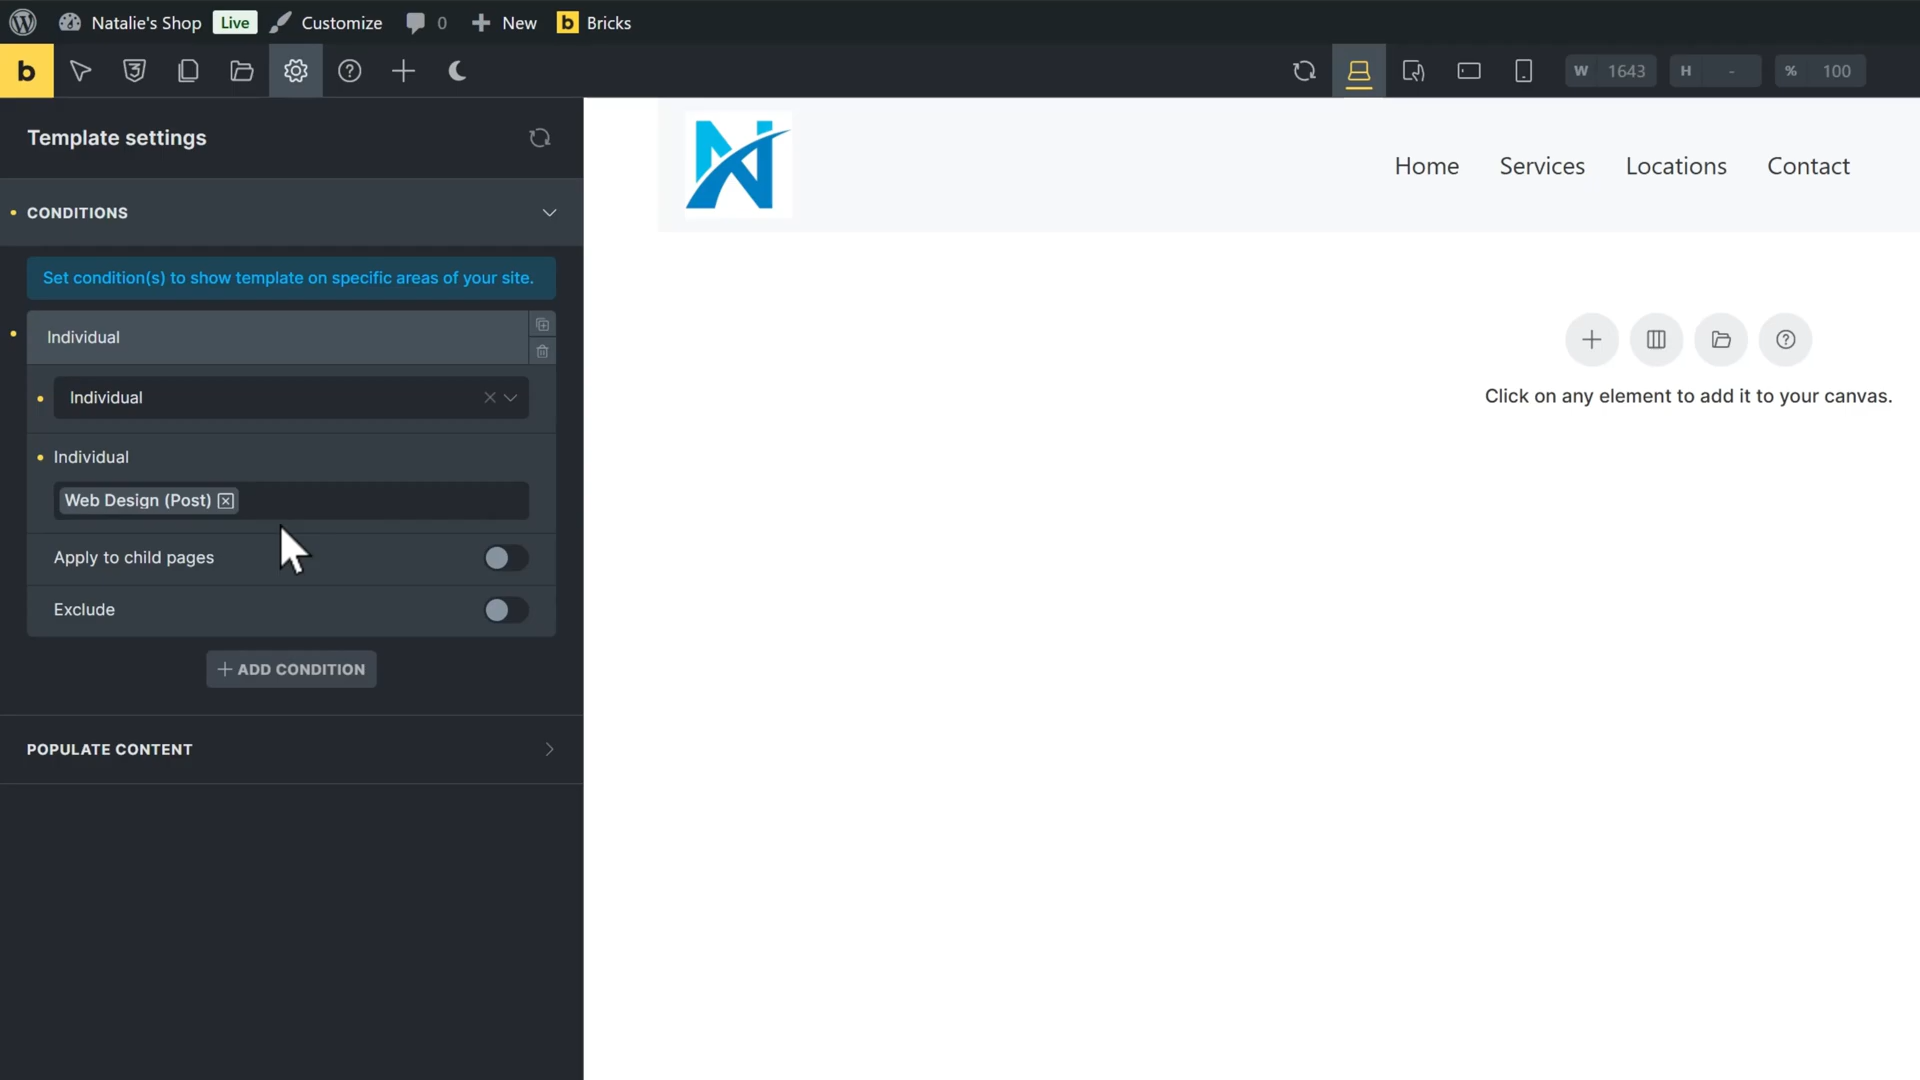 Natalie's Shop Live Customize 0 New b Bricks
b W 1643 H - % 100
Template settings
CONDITIONS
Set condition(s) to show template on specific areas of your site.
Individual
Individual
Individual
Web Design (Post)
Apply to child pages
Exclude
ADD CONDITION
POPULATE CONTENT
Home Services Locations Contact
Click on any element to add it to your canvas.